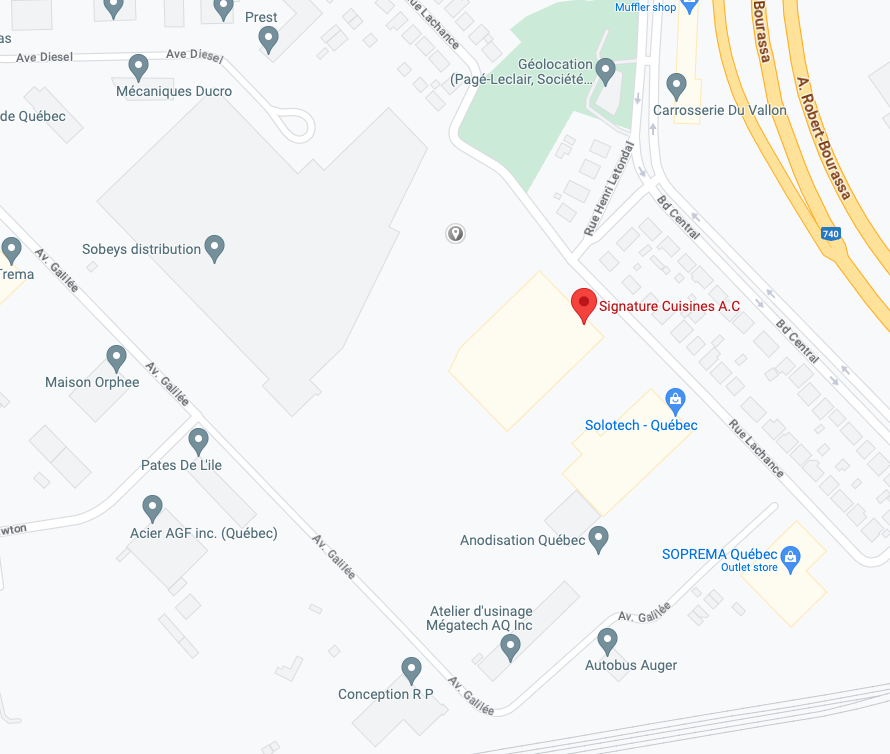 Muffler shop
Prest
as
Ave Diesel
Ave Diesel
Rue Lachance
Bourassa
Géolocation
(Pagé-Leclair, Société...
A. Robert-Bourassa
Mécaniques Ducro
Carrosserie Du Vallon
de Québec
Rue Henri Letondal
Bd Central
740
Sobeys distribution
Av. Galilée
Trema
Signature Cuisines A.C
Bd Central
Maison Orphee
Av. Galilée
Solotech - Québec
Rue Lachance
Pates De L'ile
wton
Acier AGF inc. (Québec)
Anodisation Québec
Av. Galilée
SOPREMA Québec
Outlet store
Atelier d'usinage
Mégatech AQ Inc
Av. Galilée
Autobus Auger
Conception R P
Av. Galilée